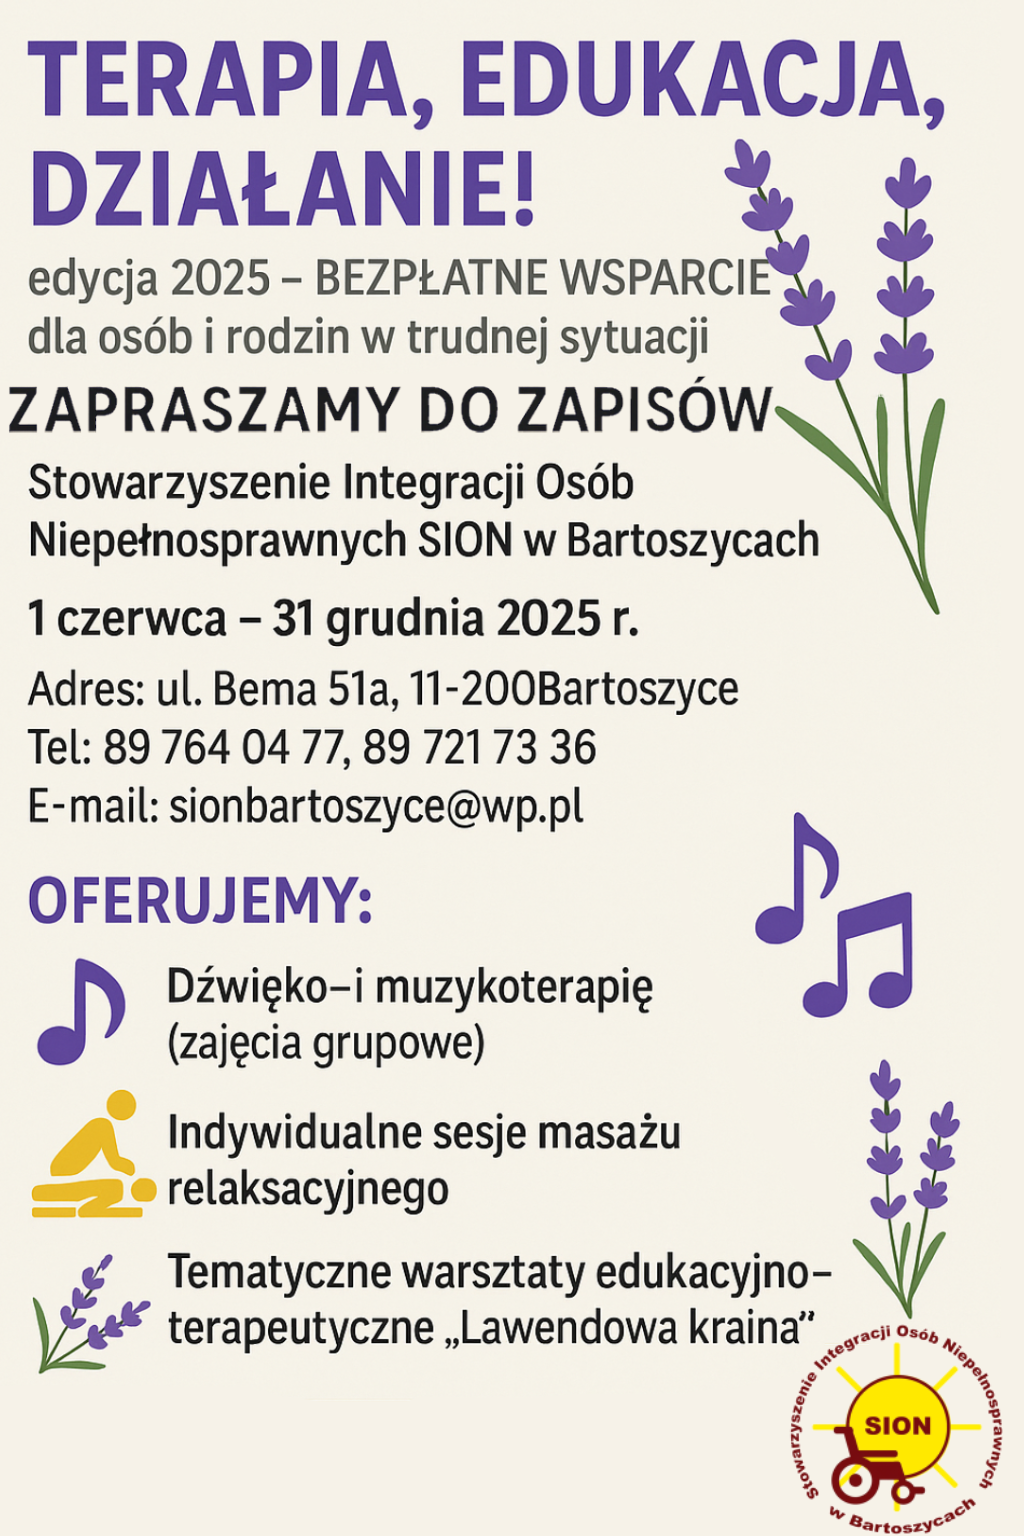 TERAPIA, EDUKACJA,
DZIAŁANIE!
edycja 2025 – BEZPŁATNE WSPARCIE
dla osób i rodzin w trudnej sytuacji
ZAPRASZAMY DO ZAPISÓW
Stowarzyszenie Integracji Osób
Niepełnosprawnych SION w Bartoszycach
1 czerwca – 31 grudnia 2025 r.
Adres: ul. Bema 51a, 11-200Bartoszyce
Tel: 89 764 04 77, 89 721 73 36
E-mail: sionbartoszyce@wp.pl
OFERUJEMY:
Dźwięko–i muzykoterapię
(zajęcia grupowe)
Indywidualne sesje masażu
relaksacyjnego
Tematyczne warsztaty edukacyjno–
terapeutyczne „Lawendowa kraina”
Stowarzyszenie Integracji Osób Niepełnosprawnych
SION
w Bartoszycach